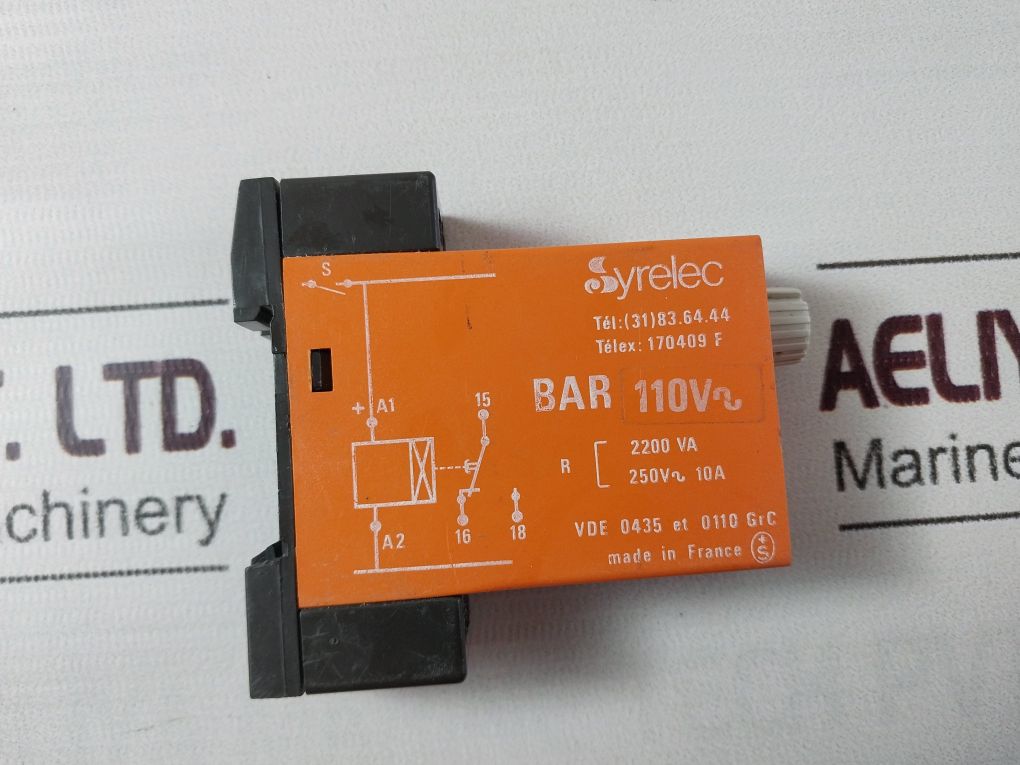 Syrelec
Tél:(31)83.64.44
Télex: 170409 F
BAR 110V~
R 2200 VA
250V~ 10A
VDE 0435 et 0110 GrC
made in France
S
+ A1
15
A2
16
18
+
S
. LTD.
chinery
AELIY
Marine